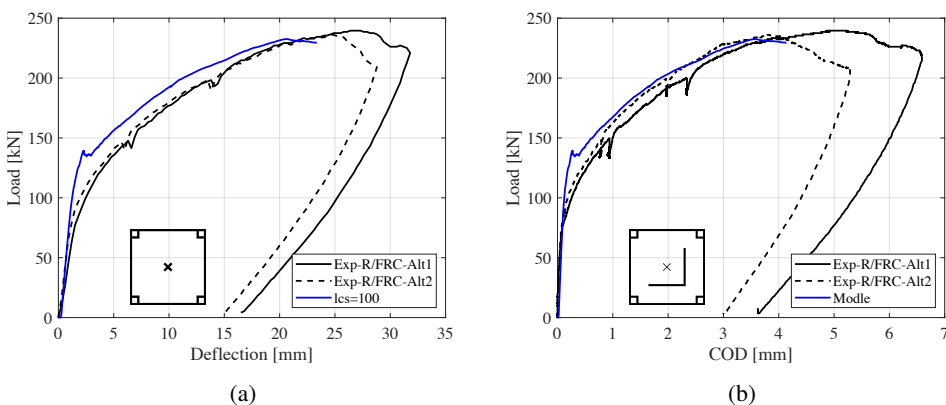 250
200
150
100
50
0
Load [kN]
0 5 10 15 20 25 30 35
Deflection [mm]
Exp-R/FRC-Alt1
Exp-R/FRC-Alt2
lcs=100
(a)
250
200
150
100
50
0
Load [kN]
0 1 2 3 4 5 6 7
COD [mm]
Exp-R/FRC-Alt1
Exp-R/FRC-Alt2
Modle
(b)